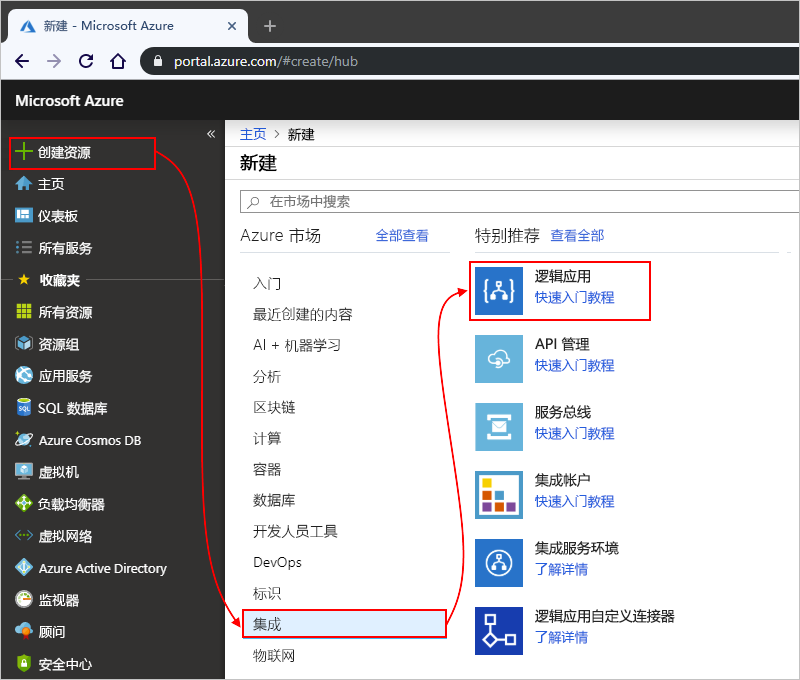 新建 - Microsoft Azure
portal.azure.com/#create/hub
Microsoft Azure
创建资源
主页
仪表板
所有服务
收藏夹
所有资源
资源组
应用服务
SQL 数据库
Azure Cosmos DB
虚拟机
负载均衡器
虚拟网络
Azure Active Directory
监视器
顾问
安全中心
主页 > 新建
新建
在市场中搜索
Azure 市场 全部查看
入门
最近创建的内容
AI + 机器学习
分析
区块链
计算
容器
数据库
开发人员工具
DevOps
标识
集成
物联网
特别推荐 查看全部
逻辑应用
快速入门教程
API 管理
快速入门教程
服务总线
快速入门教程
集成帐户
快速入门教程
集成服务环境
了解详情
逻辑应用自定义连接器
了解详情